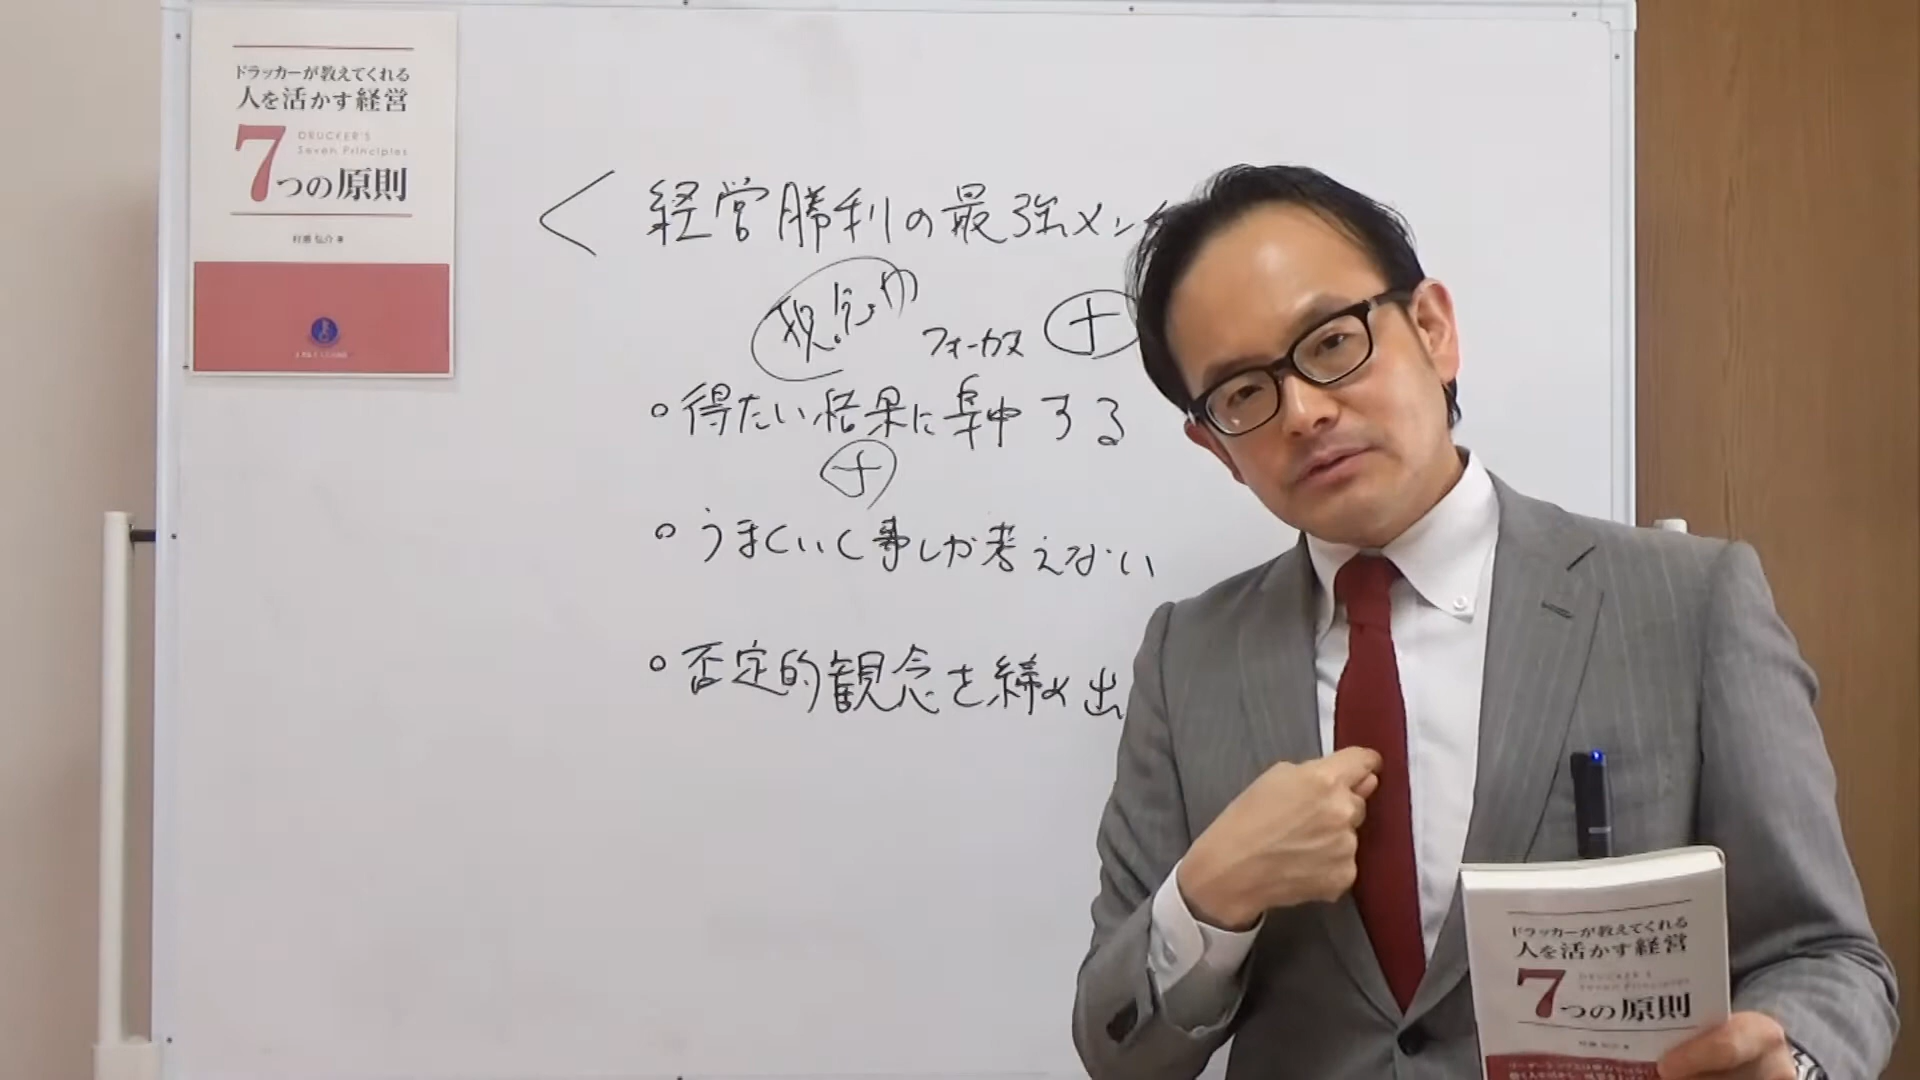 ドラッカーが教えてくれる
人を活かす経営
DRUCKER'S
Seven Principles
7つの原則
＜ 経営勝利の最強メン
フォーカス ＋
。得たい結果に集中する
＋
。うまくいく事しか考えない
。否定的観念を締め出
ドラッカーが教えてくれる
人を活かす経営
DRUCKER'S
Seven Principles
7つの原則